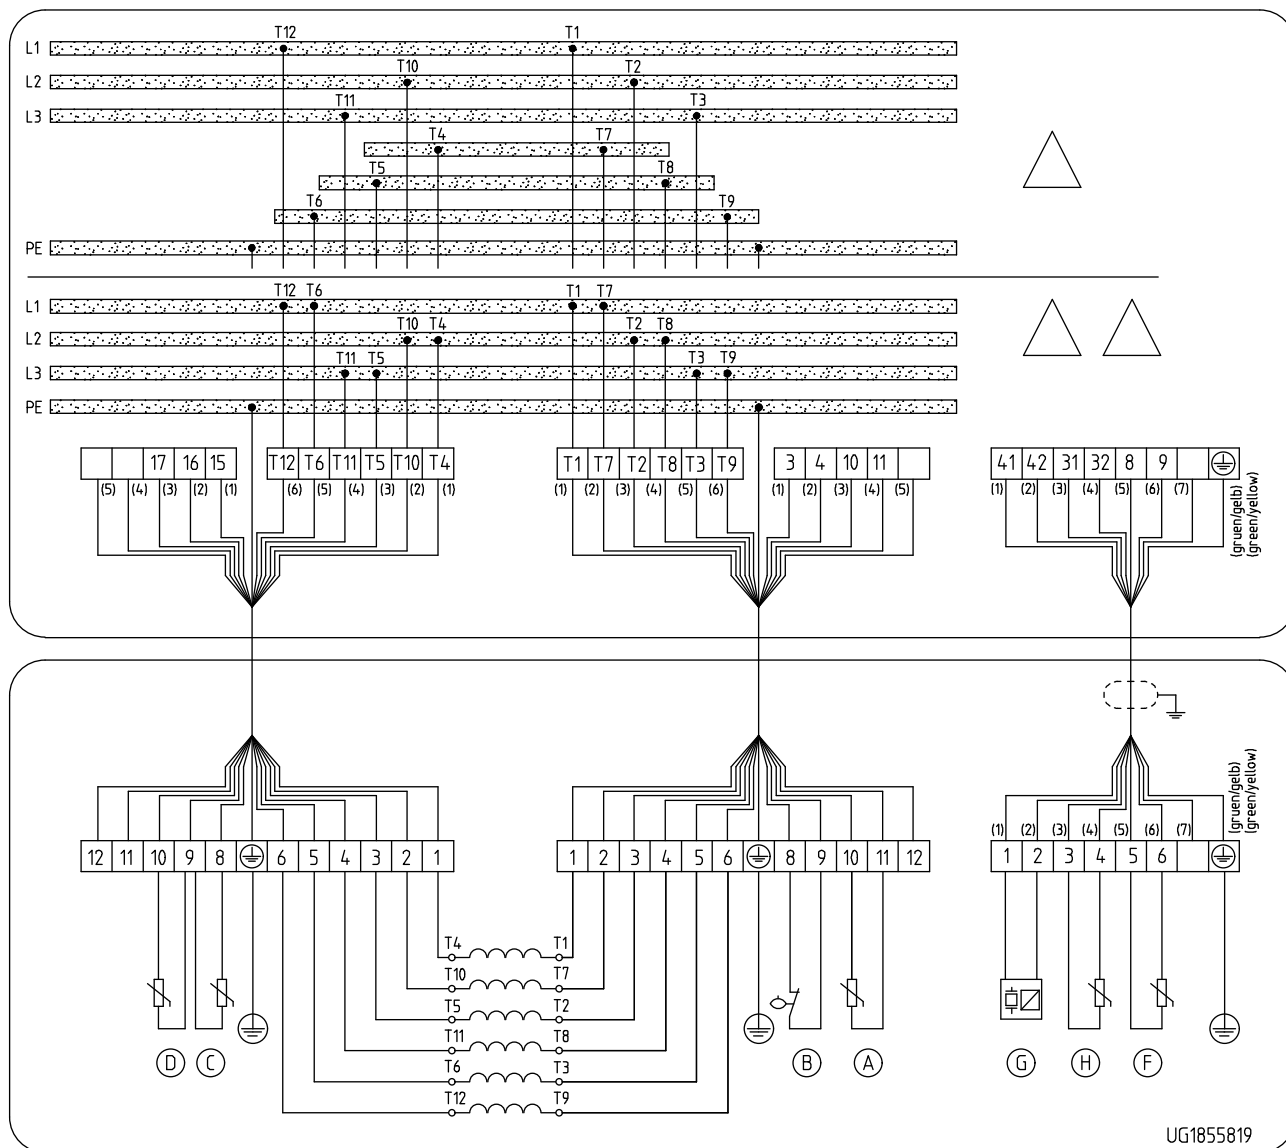 T12 T1
L1
T10 T2
L2
T11 T3
L3
T4 T7
T5 T8
T6 T9
PE
T12 T6 T1 T7
L1
T10 T4 T2 T8
L2
T11 T5 T3 T9
L3
PE
17 16 15 T12 T6 T11 T5 T10 T4 T1 T7 T2 T8 T3 T9 3 4 10 11 41 42 31 32 8 9
(5) (4) (3) (2) (1) (6) (5) (4) (3) (2) (1) (1) (2) (3) (4) (5) (6) (1) (2) (3) (4) (5) (1) (2) (3) (4) (5) (6) (7)
(gruen/gelb)
(green/yellow)
(gruen/gelb)
(green/yellow)
(1) (2) (3) (4) (5) (6) (7)
12 11 10 9 8 6 5 4 3 2 1 1 2 3 4 5 6 8 9 10 11 12 1 2 3 4 5 6
T4 T1
T10 T7
T5 T2
T11 T8
T6 T3
T12 T9
D C B A G H F
UG1855819